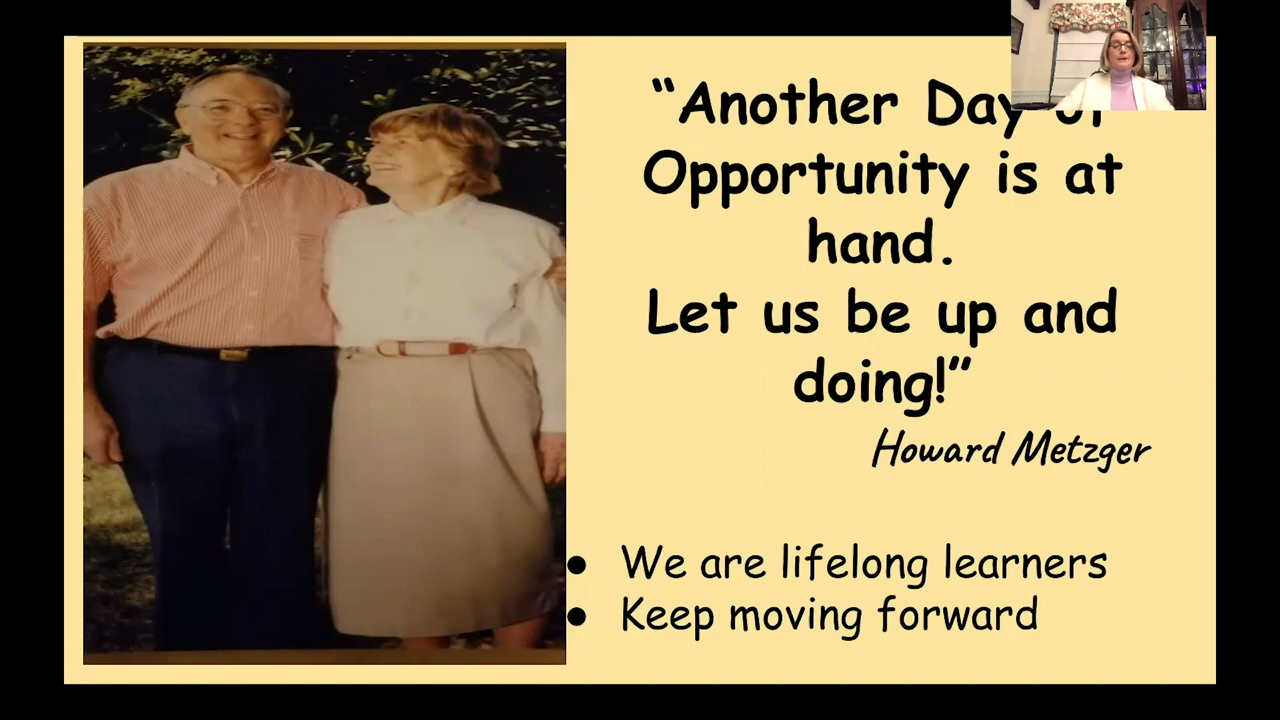 “Another Day of
Opportunity is at
hand.
Let us be up and
doing!”
Howard Metzger
● We are lifelong learners
● Keep moving forward